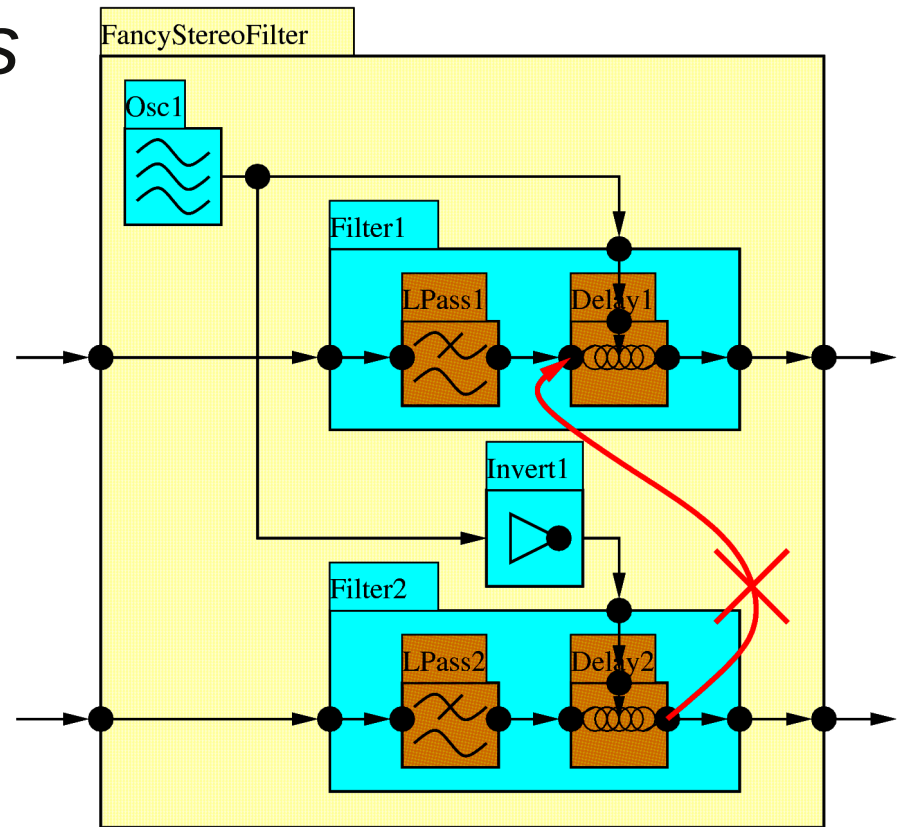 s
FancyStereoFilter
Osc1
Filter1
LPass1
Delay1
Invert1
Filter2
LPass2
Delay2